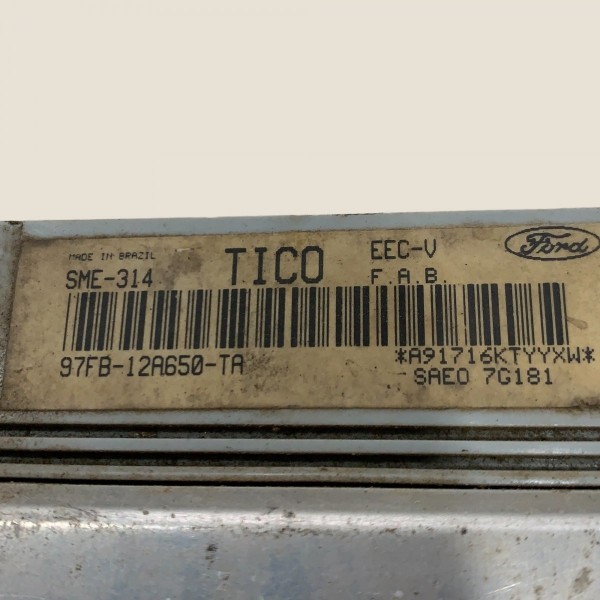 MADE IN BRAZIL
SME-314
TICO
EEC-V
F.A.B.
Ford
97FB-12A650-TA
*A91716KTYYXW*
SAEO 7G181